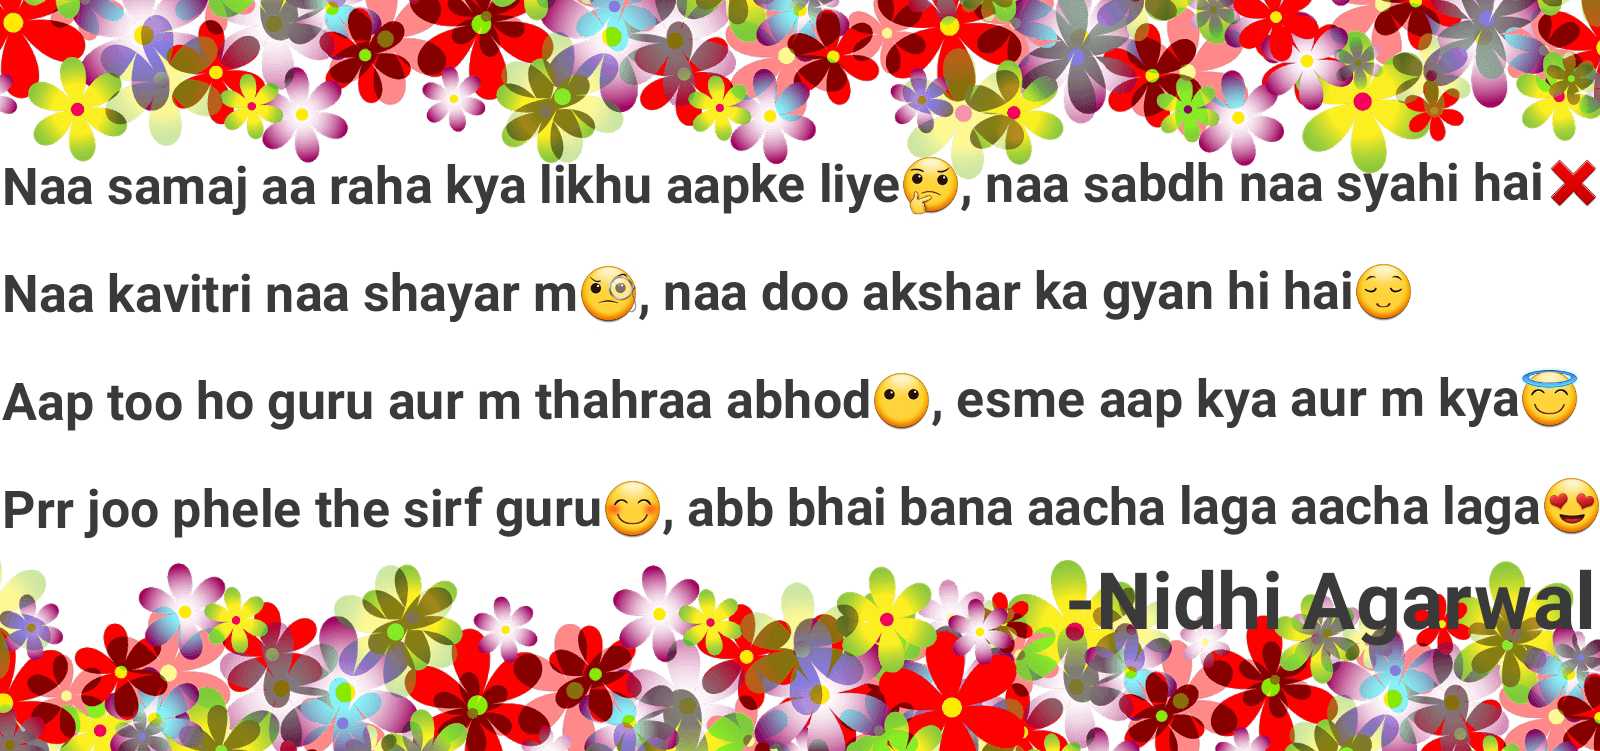 Naa samaj aa raha kya likhu aapke liye🤔, naa sabdh naa syahi hai❌
Naa kavitri naa shayar m🧐, naa doo akshar ka gyan hi hai😌
Aap too ho guru aur m thahraa abhod😶, esme aap kya aur m kya😇
Prr joo phele the sirf guru😊, abb bhai bana aacha laga aacha laga😍
-Nidhi Agarwal